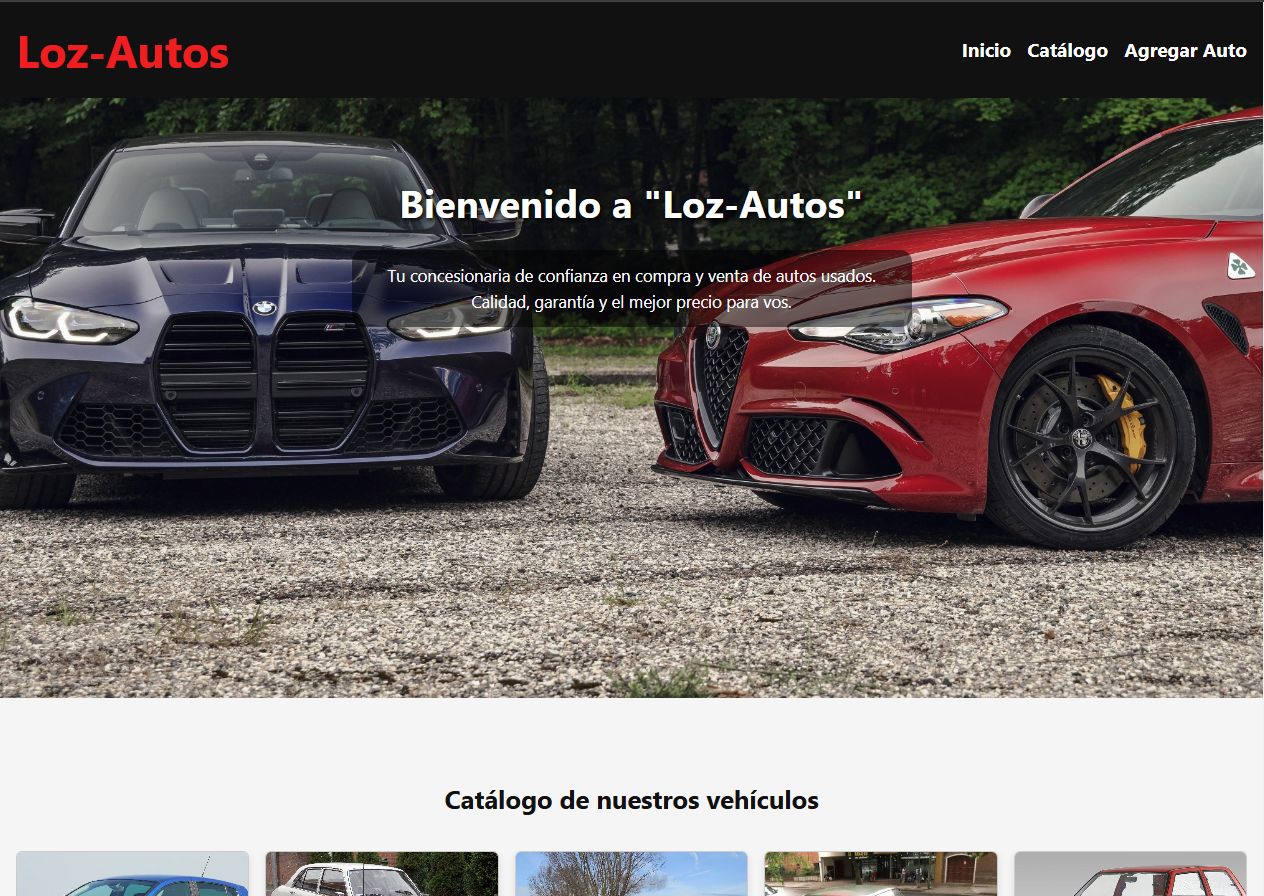 Loz-Autos
Inicio Catálogo Agregar Auto
Bienvenido a "Loz-Autos"
Tu concesionaria de confianza en compra y venta de autos usados.
Calidad, garantía y el mejor precio para vos.
Catálogo de nuestros vehículos